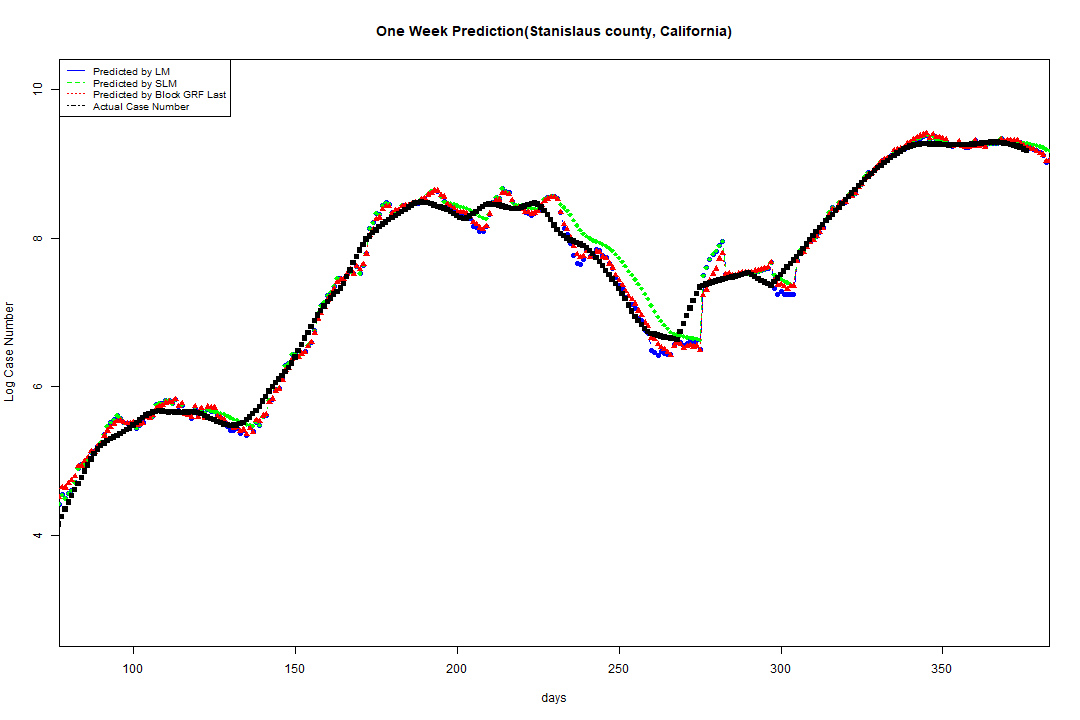 One Week Prediction(Stanislaus county, California)
Predicted by LM
Predicted by SLM
Predicted by Block GRF Last
Actual Case Number
10
8
6
4
Log Case Number
100 150 200 250 300 350
days